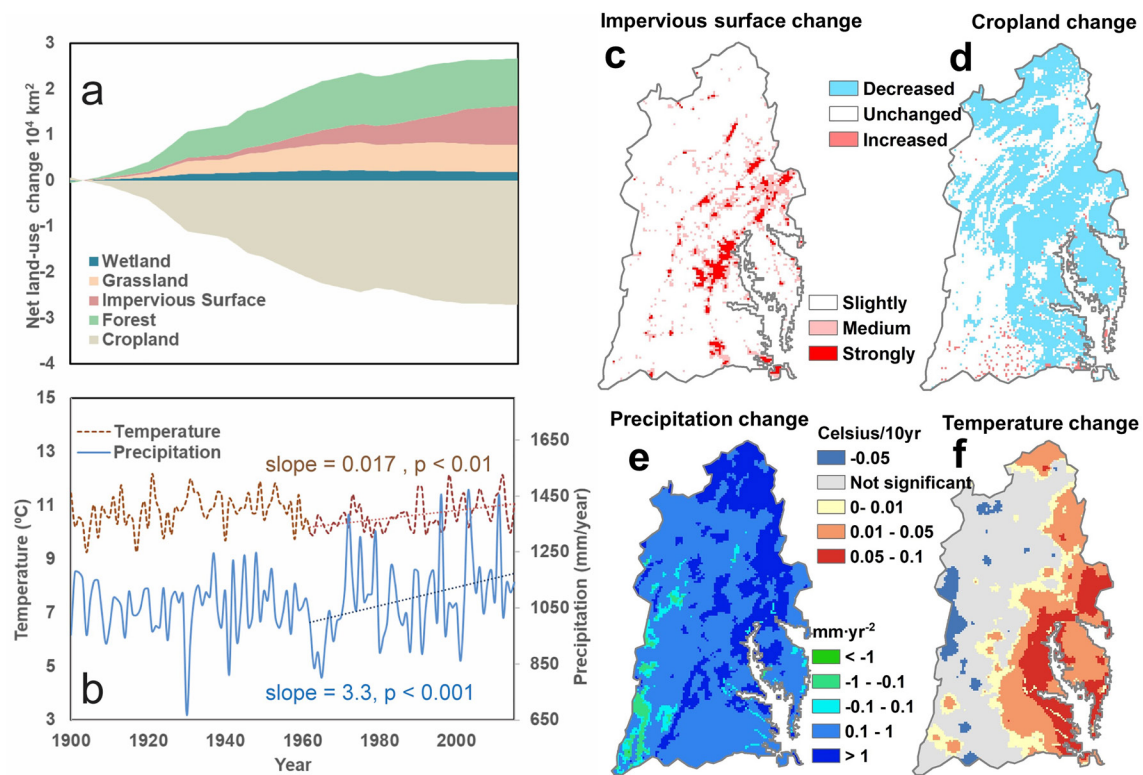 3
2
1
0
-1
-2
-3
-4
Net land-use change 10⁴ km²
a
Wetland
Grassland
Impervious Surface
Forest
Cropland
15
13
11
9
7
5
3
Temperature (⁰C)
Temperature
Precipitation
slope = 0.017 , p < 0.01
slope = 3.3, p < 0.001
b
1650
1450
1250
1050
850
650
Precipitation (mm/year)
1900
1920
1940
1960
1980
2000
Year
Impervious surface change
c
Slightly
Medium
Strongly
Cropland change
d
Decreased
Unchanged
Increased
Precipitation change
e
mm·yr⁻²
< -1
-1 - -0.1
-0.1 - 0.1
0.1 - 1
> 1
Temperature change
f
Celsius/10yr
-0.05
Not significant
0- 0.01
0.01 - 0.05
0.05 - 0.1